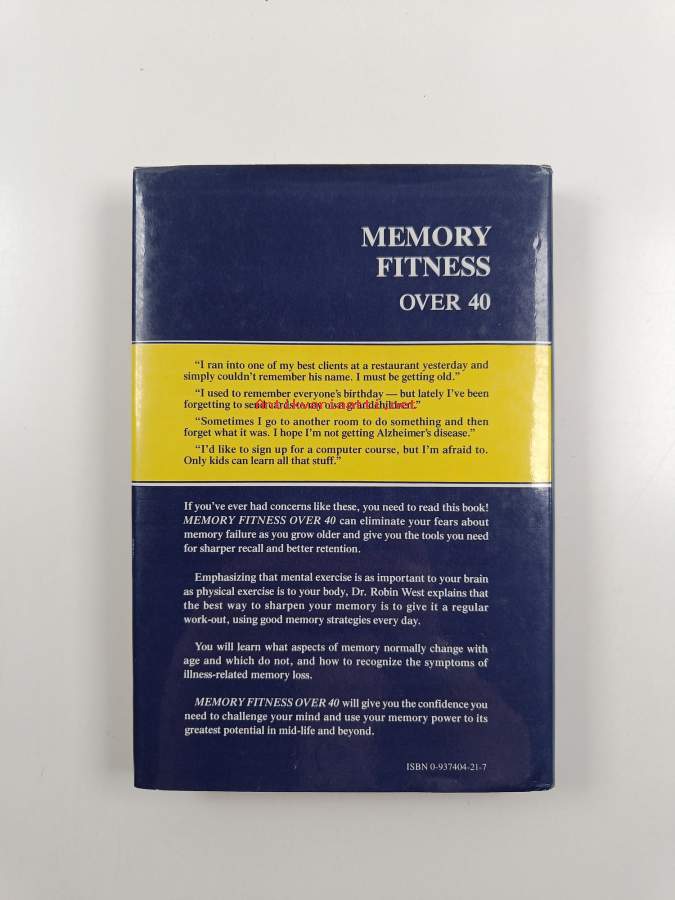 MEMORY
FITNESS
OVER 40
“I ran into one of my best clients at a restaurant yesterday and
simply couldn’t remember his name. I must be getting old.”
“I used to remember everyone’s birthday — but lately I’ve been
forgetting to send cards to my own grandchildren.”
“Sometimes I go to another room to do something and then
forget what it was. I hope I’m not getting Alzheimer’s disease.”
“I’d like to sign up for a computer course, but I’m afraid to.
Only kids can learn all that stuff.”
If you’ve ever had concerns like these, you need to read this book!
MEMORY FITNESS OVER 40 can eliminate your fears about
memory failure as you grow older and give you the tools you need
for sharper recall and better retention.
Emphasizing that mental exercise is as important to your brain
as physical exercise is to your body, Dr. Robin West explains that
the best way to sharpen your memory is to give it a regular
work-out, using good memory strategies every day.
You will learn what aspects of memory normally change with
age and which do not, and how to recognize the symptoms of
illness-related memory loss.
MEMORY FITNESS OVER 40 will give you the confidence you
need to challenge your mind and use your memory power to its
greatest potential in mid-life and beyond.
ISBN 0-937404-21-7